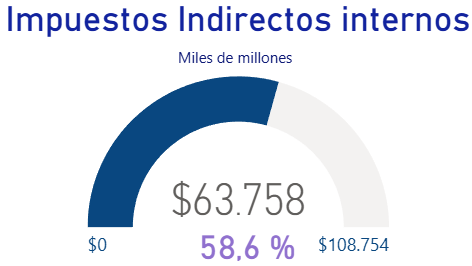 Impuestos Indirectos internos
Miles de millones
$63.758
$0 58,6 % $108.754